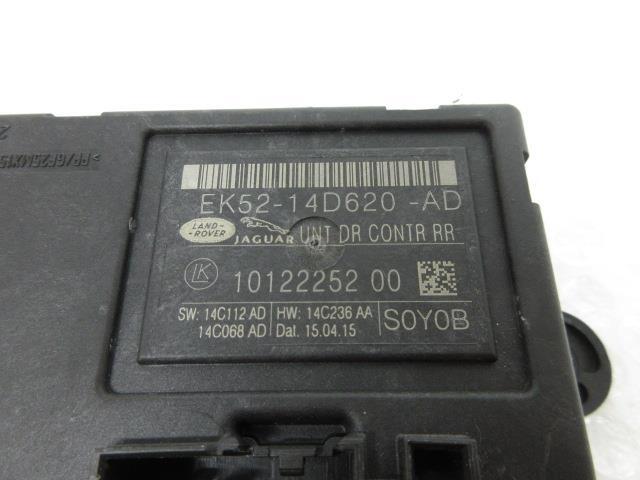 EK52-14D620-AD
LAND-ROVER JAGUAR UNT DR CONTR RR
LK 10122252 00
SW: 14C112 AD HW: 14C236 AA S0Y0B
14C068 AD Dat. 15.04.15